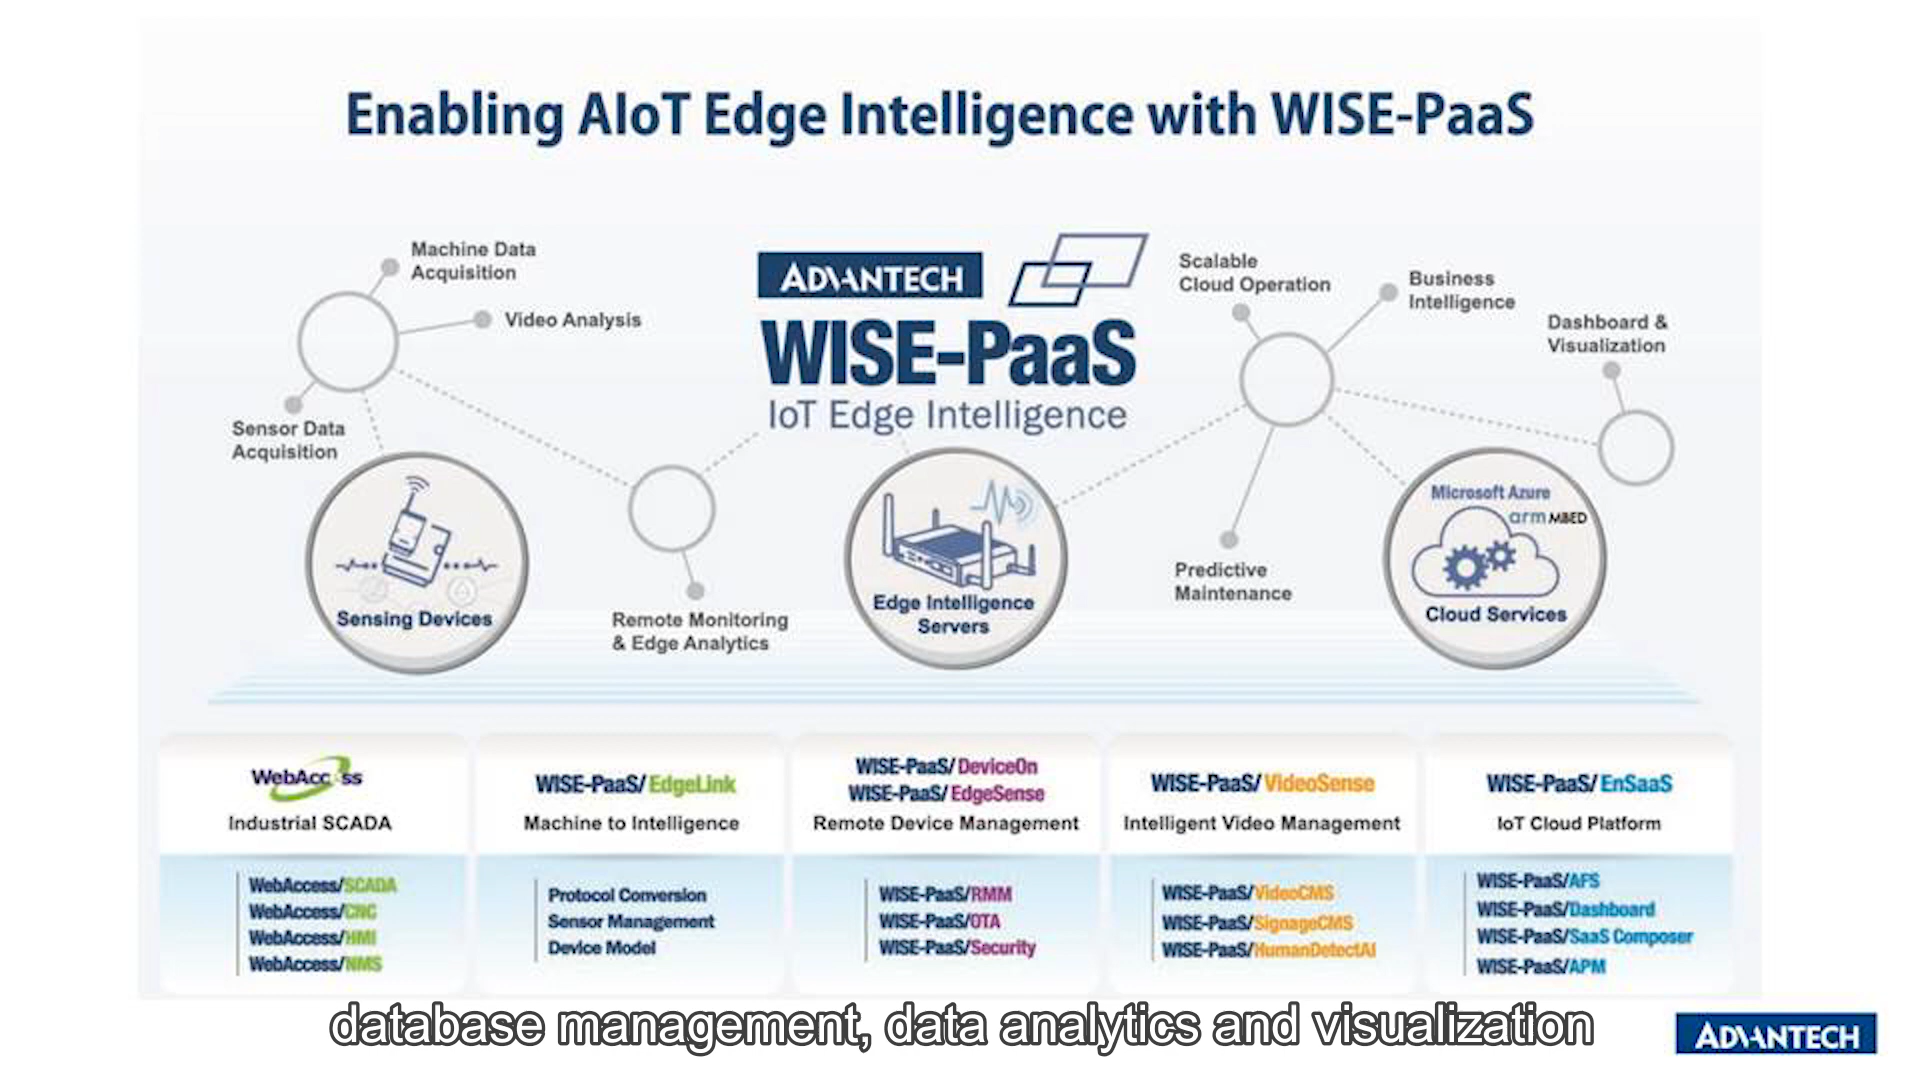 Enabling AIoT Edge Intelligence with WISE-PaaS
Machine Data
Acquisition
Video Analysis
Sensor Data
Acquisition
ADVANTECH
WISE-PaaS
IoT Edge Intelligence
Scalable
Cloud Operation
Business
Intelligence
Dashboard &
Visualization
Sensing Devices
Remote Monitoring
& Edge Analytics
Edge Intelligence
Servers
Predictive
Maintenance
Microsoft Azure
arm MBED
Cloud Services
WebAccess
Industrial SCADA
WebAccess/SCADA
WebAccess/CNC
WebAccess/HMI
WebAccess/NMS
WISE-PaaS/EdgeLink
Machine to Intelligence
Protocol Conversion
Sensor Management
Device Model
WISE-PaaS/DeviceOn
WISE-PaaS/EdgeSense
Remote Device Management
WISE-PaaS/RMM
WISE-PaaS/OTA
WISE-PaaS/Security
WISE-PaaS/VideoSense
Intelligent Video Management
WISE-PaaS/VideoCMS
WISE-PaaS/SignageCMS
WISE-PaaS/HumanDetectAI
WISE-PaaS/EnSaaS
IoT Cloud Platform
WISE-PaaS/AFS
WISE-PaaS/Dashboard
WISE-PaaS/SaaS Composer
WISE-PaaS/APM
database management, data analytics and visualization
ADVANTECH